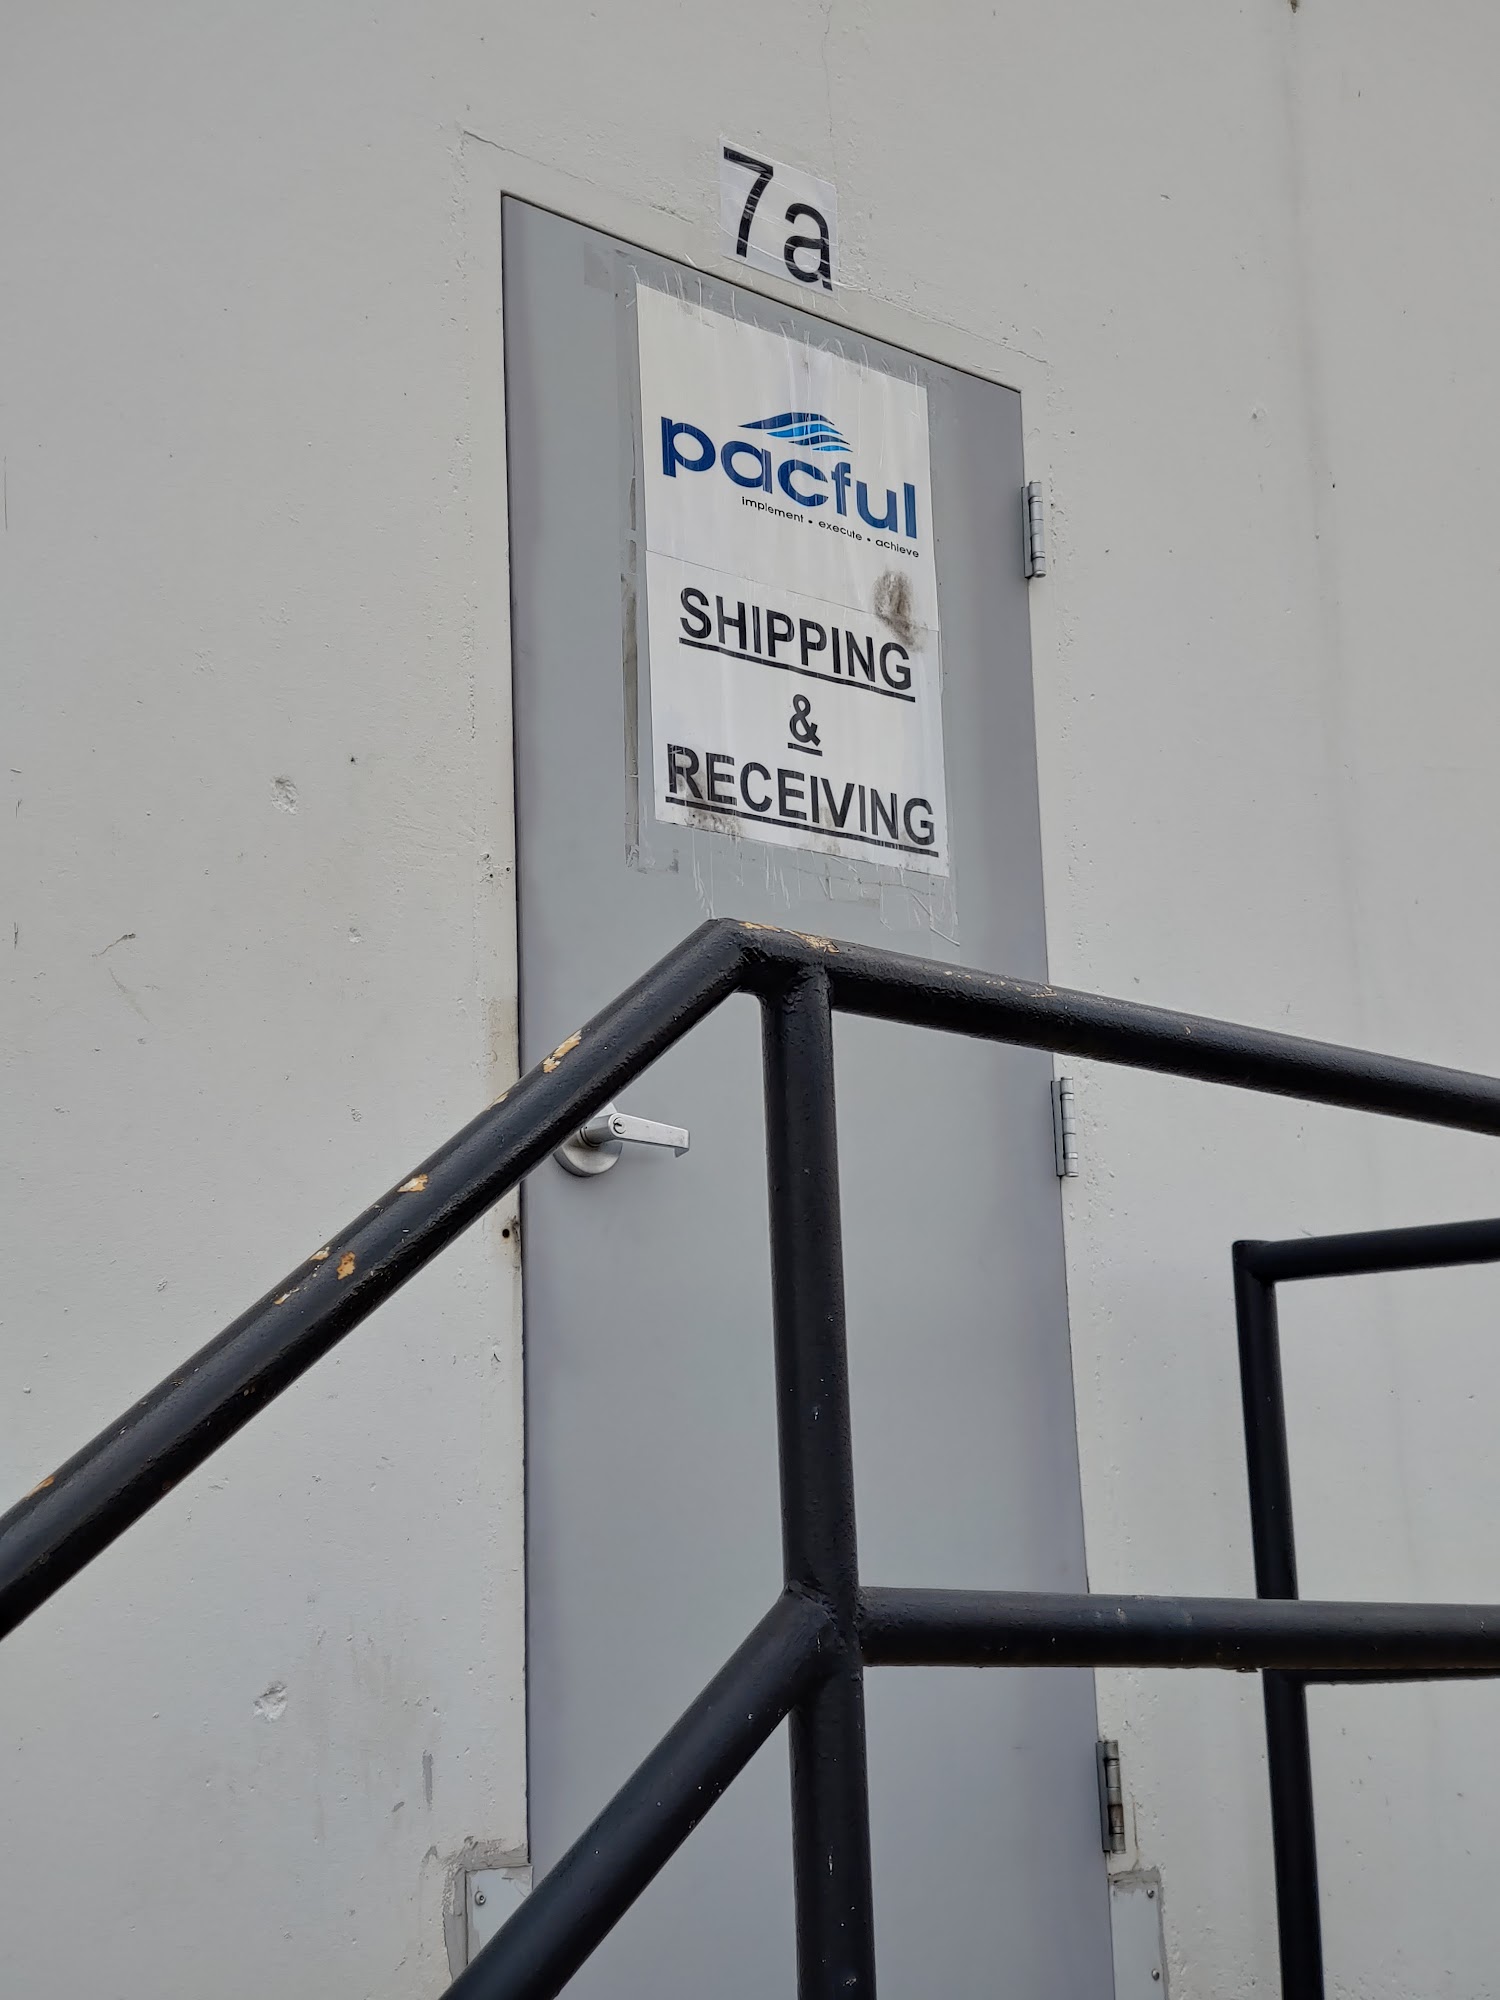 7a
pacful
implement • execute • achieve
SHIPPING
&
RECEIVING